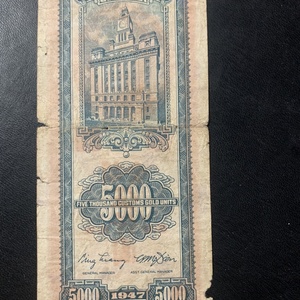 5000
FIVE THOUSAND CUSTOMS GOLD UNITS
GENERAL MANAGER ASST. GENERAL MANAGER
5000 1947 5000